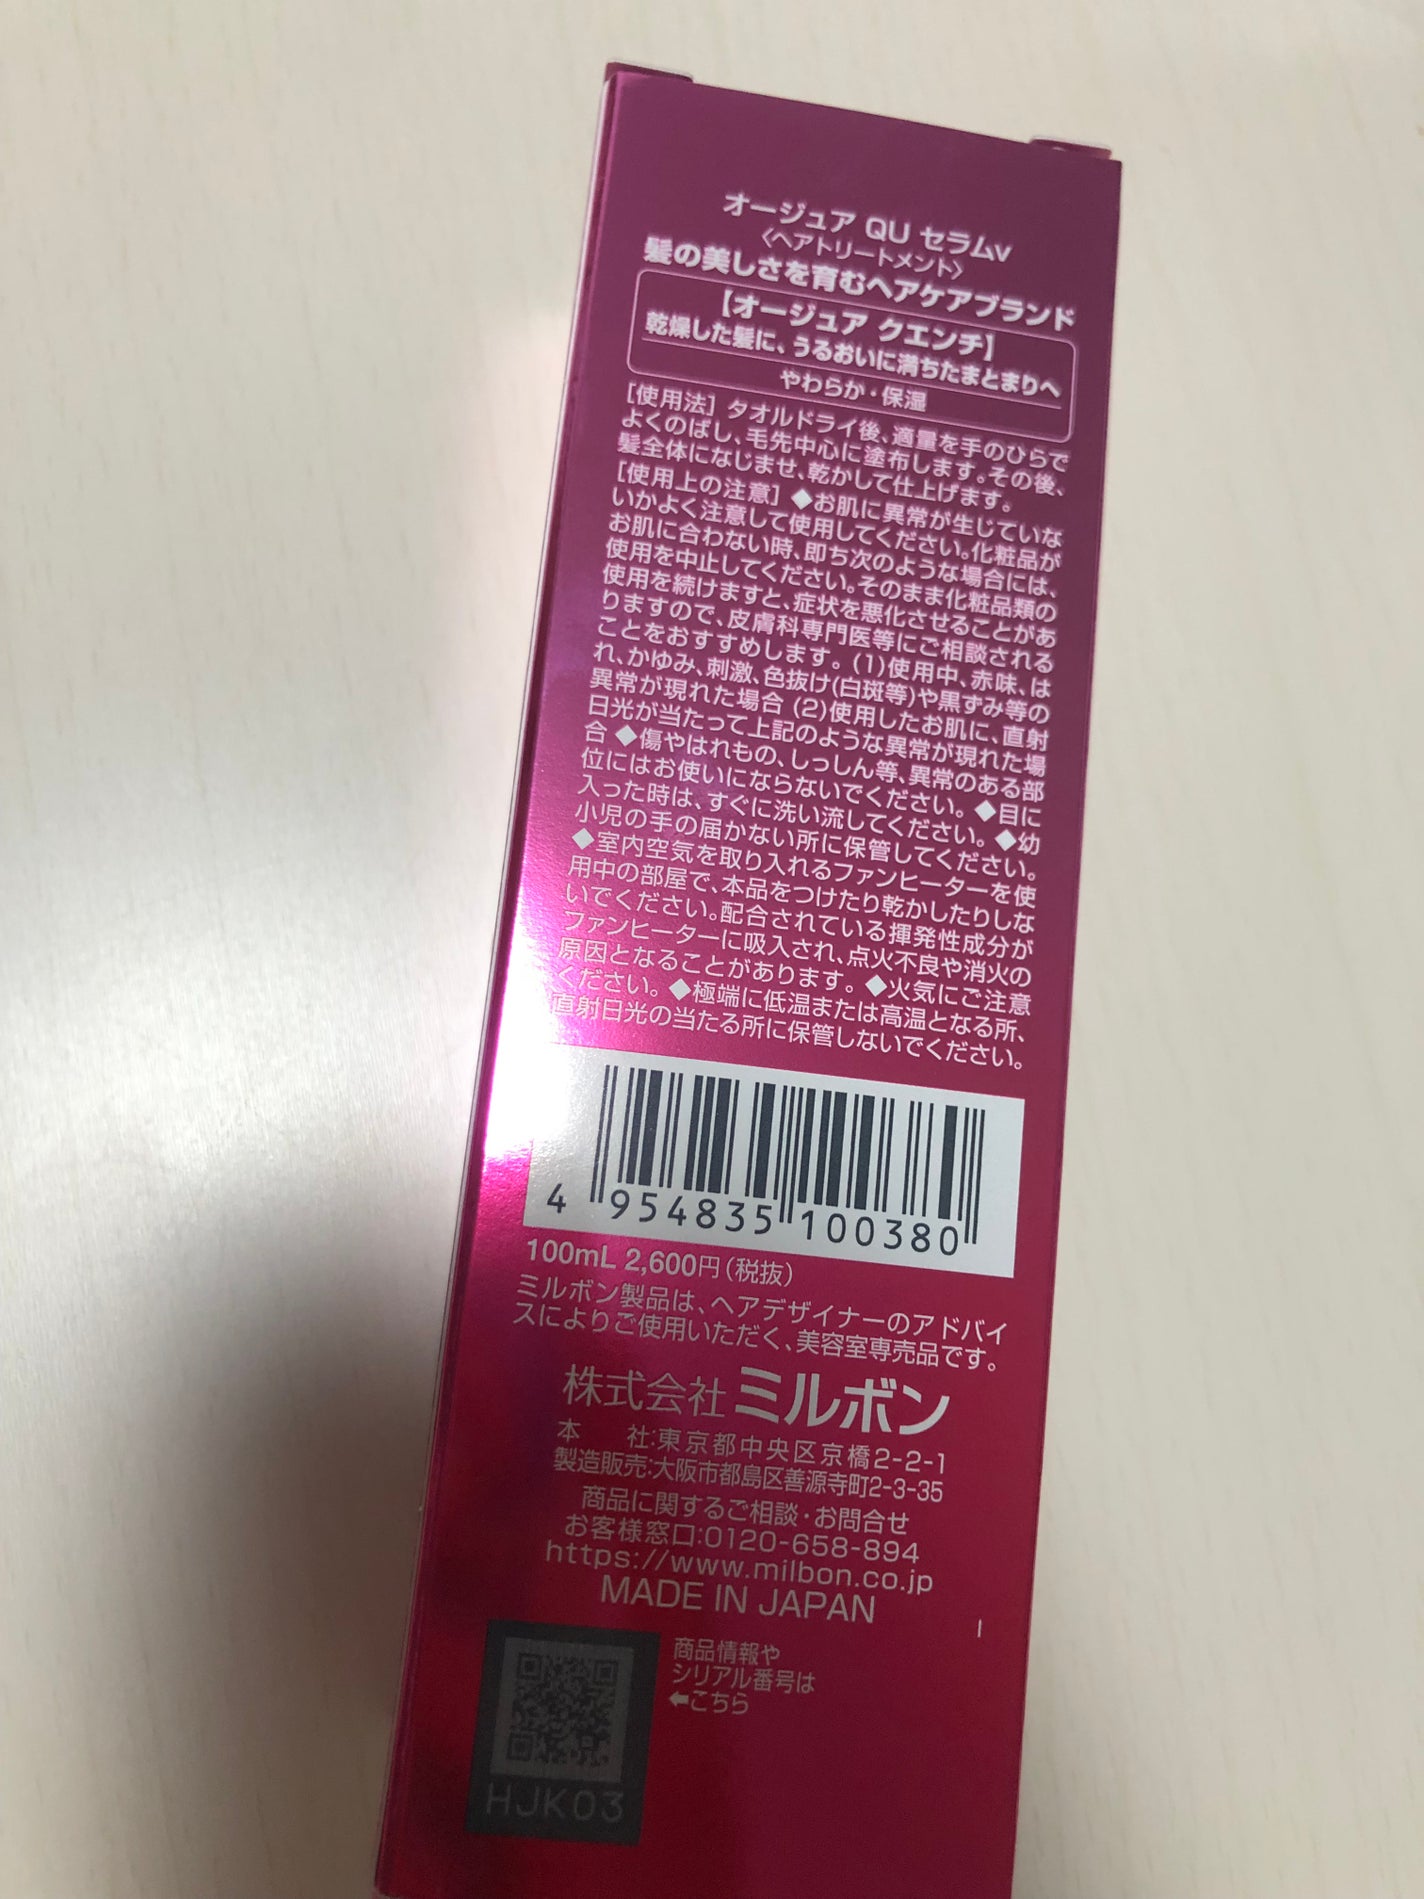 オージュア QU セラムv
〈ヘアトリートメント〉
髪の美しさを育むヘアケアブランド
【オージュア クエンチ】
乾燥した髪に、うるおいに満ちたまとまりへ
やわらか・保湿
［使用法］ タオルドライ後、適量を手のひらで
よくのばし、毛先中心に塗布します。その後、
髪全体になじませ、乾かして仕上げます。
［使用上の注意］ ◆お肌に異常が生じていな
いかよく注意して使用してください。化粧品が
お肌に合わない時、即ち次のような場合には、
使用を中止してください。そのまま化粧品類の
使用を続けますと、症状を悪化させることがあ
りますので、皮膚科専門医等にご相談される
ことをおすすめします。 (1)使用中、赤味、は
れ、かゆみ、刺激、色抜け(白斑等)や黒ずみ等の
異常が現れた場合 (2)使用したお肌に、直射
日光が当たって上記のような異常が現れた場
合 ◆傷やはれもの、しっしん等、異常のある部
位にはお使いにならないでください。 ◆目に
入った時は、すぐに洗い流してください。 ◆幼
小児の手の届かない所に保管してください。
◆室内空気を取り入れるファンヒーターを使
用中の部屋で、本品をつけたり乾かしたりしな
いでください。配合されている揮発性成分が
ファンヒーターに吸入され、点火不良や消火の
原因となることがあります。 ◆火気にご注意
ください。 ◆極端に低温または高温となる所、
直射日光の当たる所に保管しないでください。
4 954835 100380
100mL 2,600円（税抜）
ミルボン製品は、ヘアデザイナーのアドバイ
スによりご使用いただく、美容室専売品です。
株式会社 ミルボン
本 社:東京都中央区京橋2-2-1
製造販売:大阪市都島区善源寺町2-3-35
商品に関するご相談・お問合せ
お客様窓口:0120-658-894
https://www.milbon.co.jp
MADE IN JAPAN
商品情報や
シリアル番号は
⬅こちら
HJK03